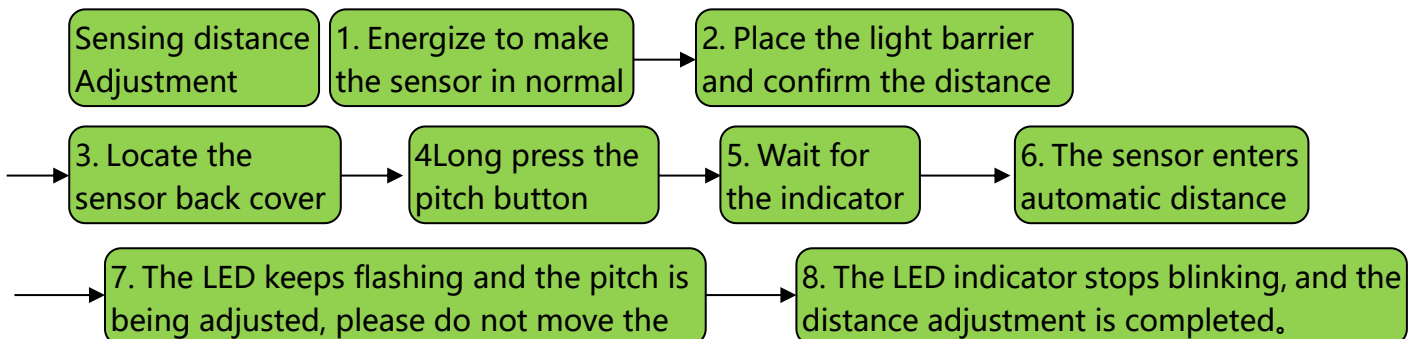 Sensing distance
Adjustment
1. Energize to make
the sensor in normal
2. Place the light barrier
and confirm the distance
3. Locate the
sensor back cover
4Long press the
pitch button
5. Wait for
the indicator
6. The sensor enters
automatic distance
7. The LED keeps flashing and the pitch is
being adjusted, please do not move the
8. The LED indicator stops blinking, and the
distance adjustment is completed。